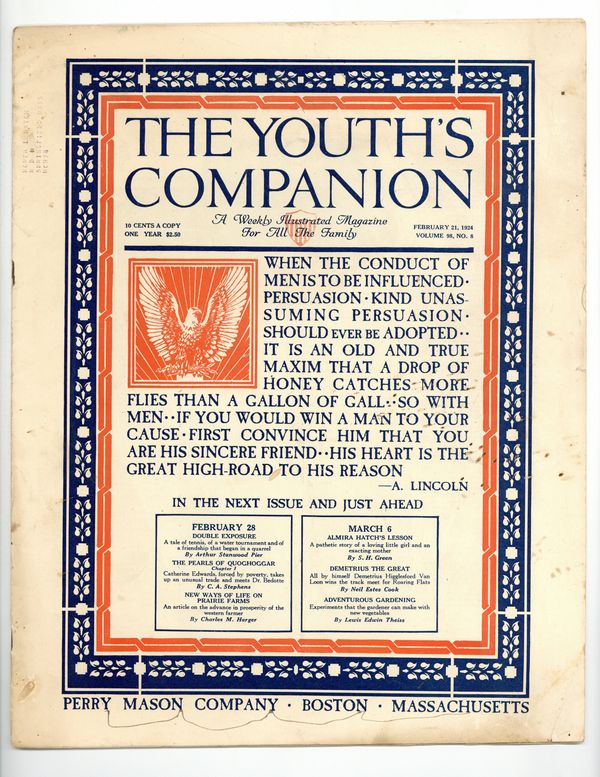 THE YOUTH'S
COMPANION
10 CENTS A COPY
ONE YEAR $2.50
A Weekly Illustrated Magazine
For All The Family
FEBRUARY 21, 1924
VOLUME 98, NO. 8
WHEN THE CONDUCT OF
MEN IS TO BE INFLUENCED ·
PERSUASION · KIND UNAS-
SUMING PERSUASION ·
SHOULD EVER BE ADOPTED · ·
IT IS AN OLD AND TRUE
MAXIM THAT A DROP OF
HONEY CATCHES MORE
FLIES THAN A GALLON OF GALL · · SO WITH
MEN · · IF YOU WOULD WIN A MAN TO YOUR
CAUSE · FIRST CONVINCE HIM THAT YOU
ARE HIS SINCERE FRIEND · · HIS HEART IS THE
GREAT HIGH-ROAD TO HIS REASON
—A. LINCOLN
IN THE NEXT ISSUE AND JUST AHEAD
FEBRUARY 28
DOUBLE EXPOSURE
A tale of tennis, of a water tournament and of
a friendship that began in a quarrel
By Arthur Stanwood Pier
THE PEARLS OF QUOGHOGGAR
Chapter I
Catherine Edwards, forced by poverty, takes
up an unusual trade and meets Dr. Bedotte
By C. A. Stephens
NEW WAYS OF LIFE ON
PRAIRIE FARMS
An article on the advance in prosperity of the
western farmer
By Charles M. Harger
MARCH 6
ALMIRA HATCH'S LESSON
A pathetic story of a loving little girl and an
exacting mother
By S. H. Green
DEMETRIUS THE GREAT
All by himself Demetrius Higglesford Van
Loon wins the track meet for Roaring Flats
By Neil Estes Cook
ADVENTUROUS GARDENING
Experiments that the gardener can make with
new vegetables
By Lewis Edwin Theiss
PERRY MASON COMPANY · BOSTON · MASSACHUSETTS